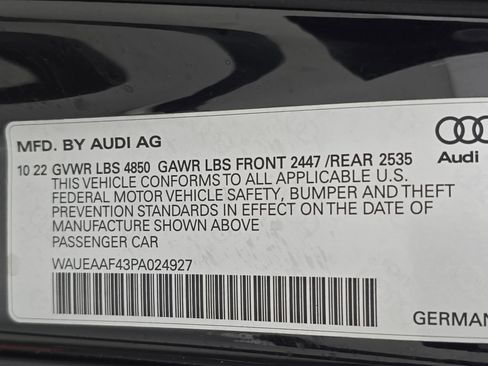 MFD. BY AUDI AG
Audi
10 22 GVWR LBS 4850 GAWR LBS FRONT 2447 /REAR 2535
THIS VEHICLE CONFORMS TO ALL APPLICABLE U.S.
FEDERAL MOTOR VEHICLE SAFETY, BUMPER AND THEFT
PREVENTION STANDARDS IN EFFECT ON THE DATE OF
MANUFACTURE SHOWN ABOVE
PASSENGER CAR
WAUEAAF43PA024927
GERMAN